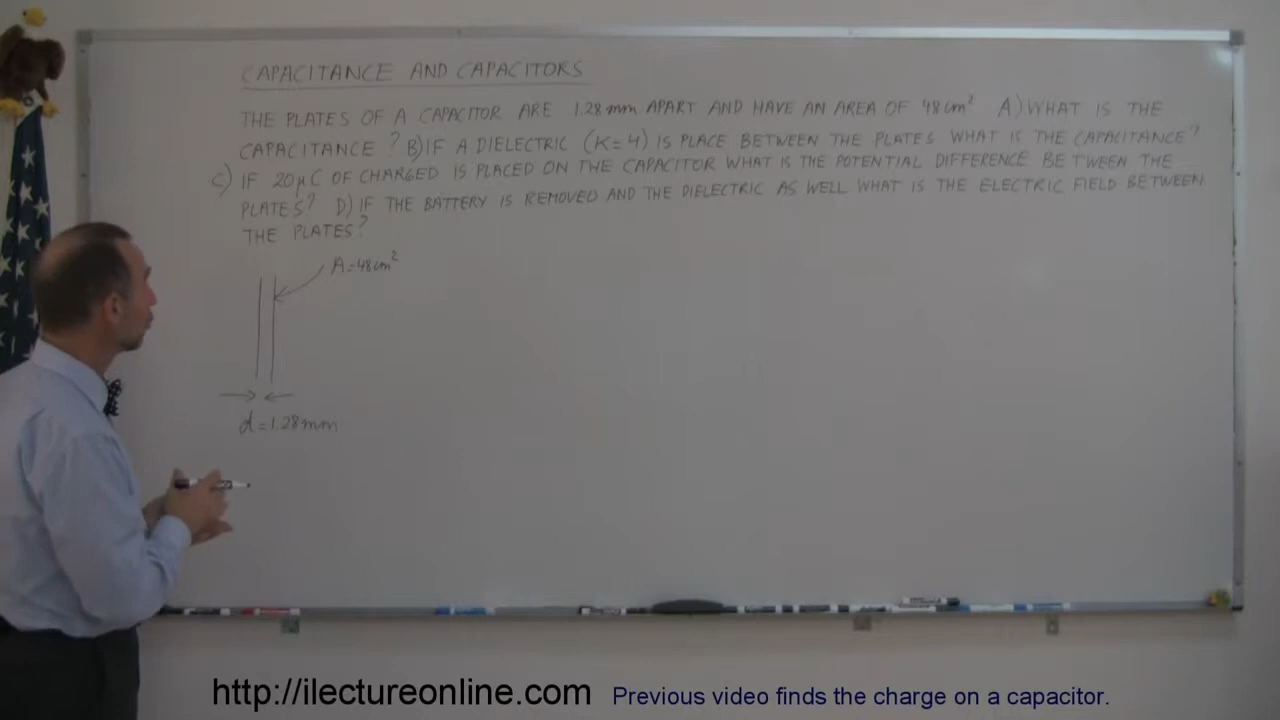 CAPACITANCE AND CAPACITORS
THE PLATES OF A CAPACITOR ARE 1.28mm APART AND HAVE AN AREA OF 48cm² A) WHAT IS THE
CAPACITANCE? B) IF A DIELECTRIC (K=4) IS PLACE BETWEEN THE PLATES WHAT IS THE CAPACITANCE?
C) IF 20μC OF CHARGED IS PLACED ON THE CAPACITOR WHAT IS THE POTENTIAL DIFFERENCE BETWEEN THE
PLATES? D) IF THE BATTERY IS REMOVED AND THE DIELECTRIC AS WELL WHAT IS THE ELECTRIC FIELD BETWEEN
THE PLATES?
A=48cm²
d=1.28mm
http://ilectureonline.com Previous video finds the charge on a capacitor.